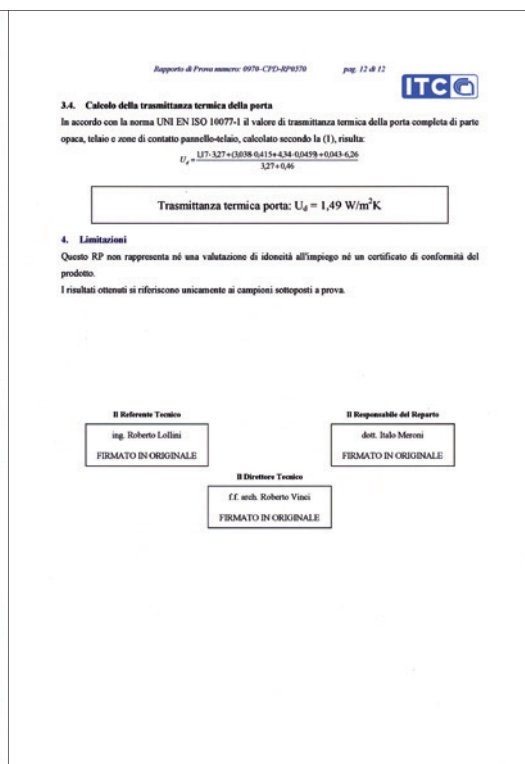 Rapporto di Prova numero: 0970-CPD-RP0370 pag. 12 di 12
ITC
3.4. Calcolo della trasmittanza termica della porta
In accordo con la norma UNI EN ISO 10077-1 il valore di trasmittanza termica della porta completa di parte
opaca, telaio e zone di contatto pannello-telaio, calcolato secondo la (1), risulta:
U_d = (1,17·3,27+(3,038·0,415+4,34·0,0459)+0,043·6,26) / (3,27+0,46)
Trasmittanza termica porta: U_d = 1,49 W/m²K
4. Limitazioni
Questo RP non rappresenta né una valutazione di idoneità all'impiego né un certificato di conformità del
prodotto.
I risultati ottenuti si riferiscono unicamente ai campioni sottoposti a prova.
Il Referente Tecnico Il Responsabile del Reparto
ing. Roberto Lollini dott. Italo Meroni
FIRMATO IN ORIGINALE FIRMATO IN ORIGINALE
Il Direttore Tecnico
f.f. arch. Roberto Vinci
FIRMATO IN ORIGINALE